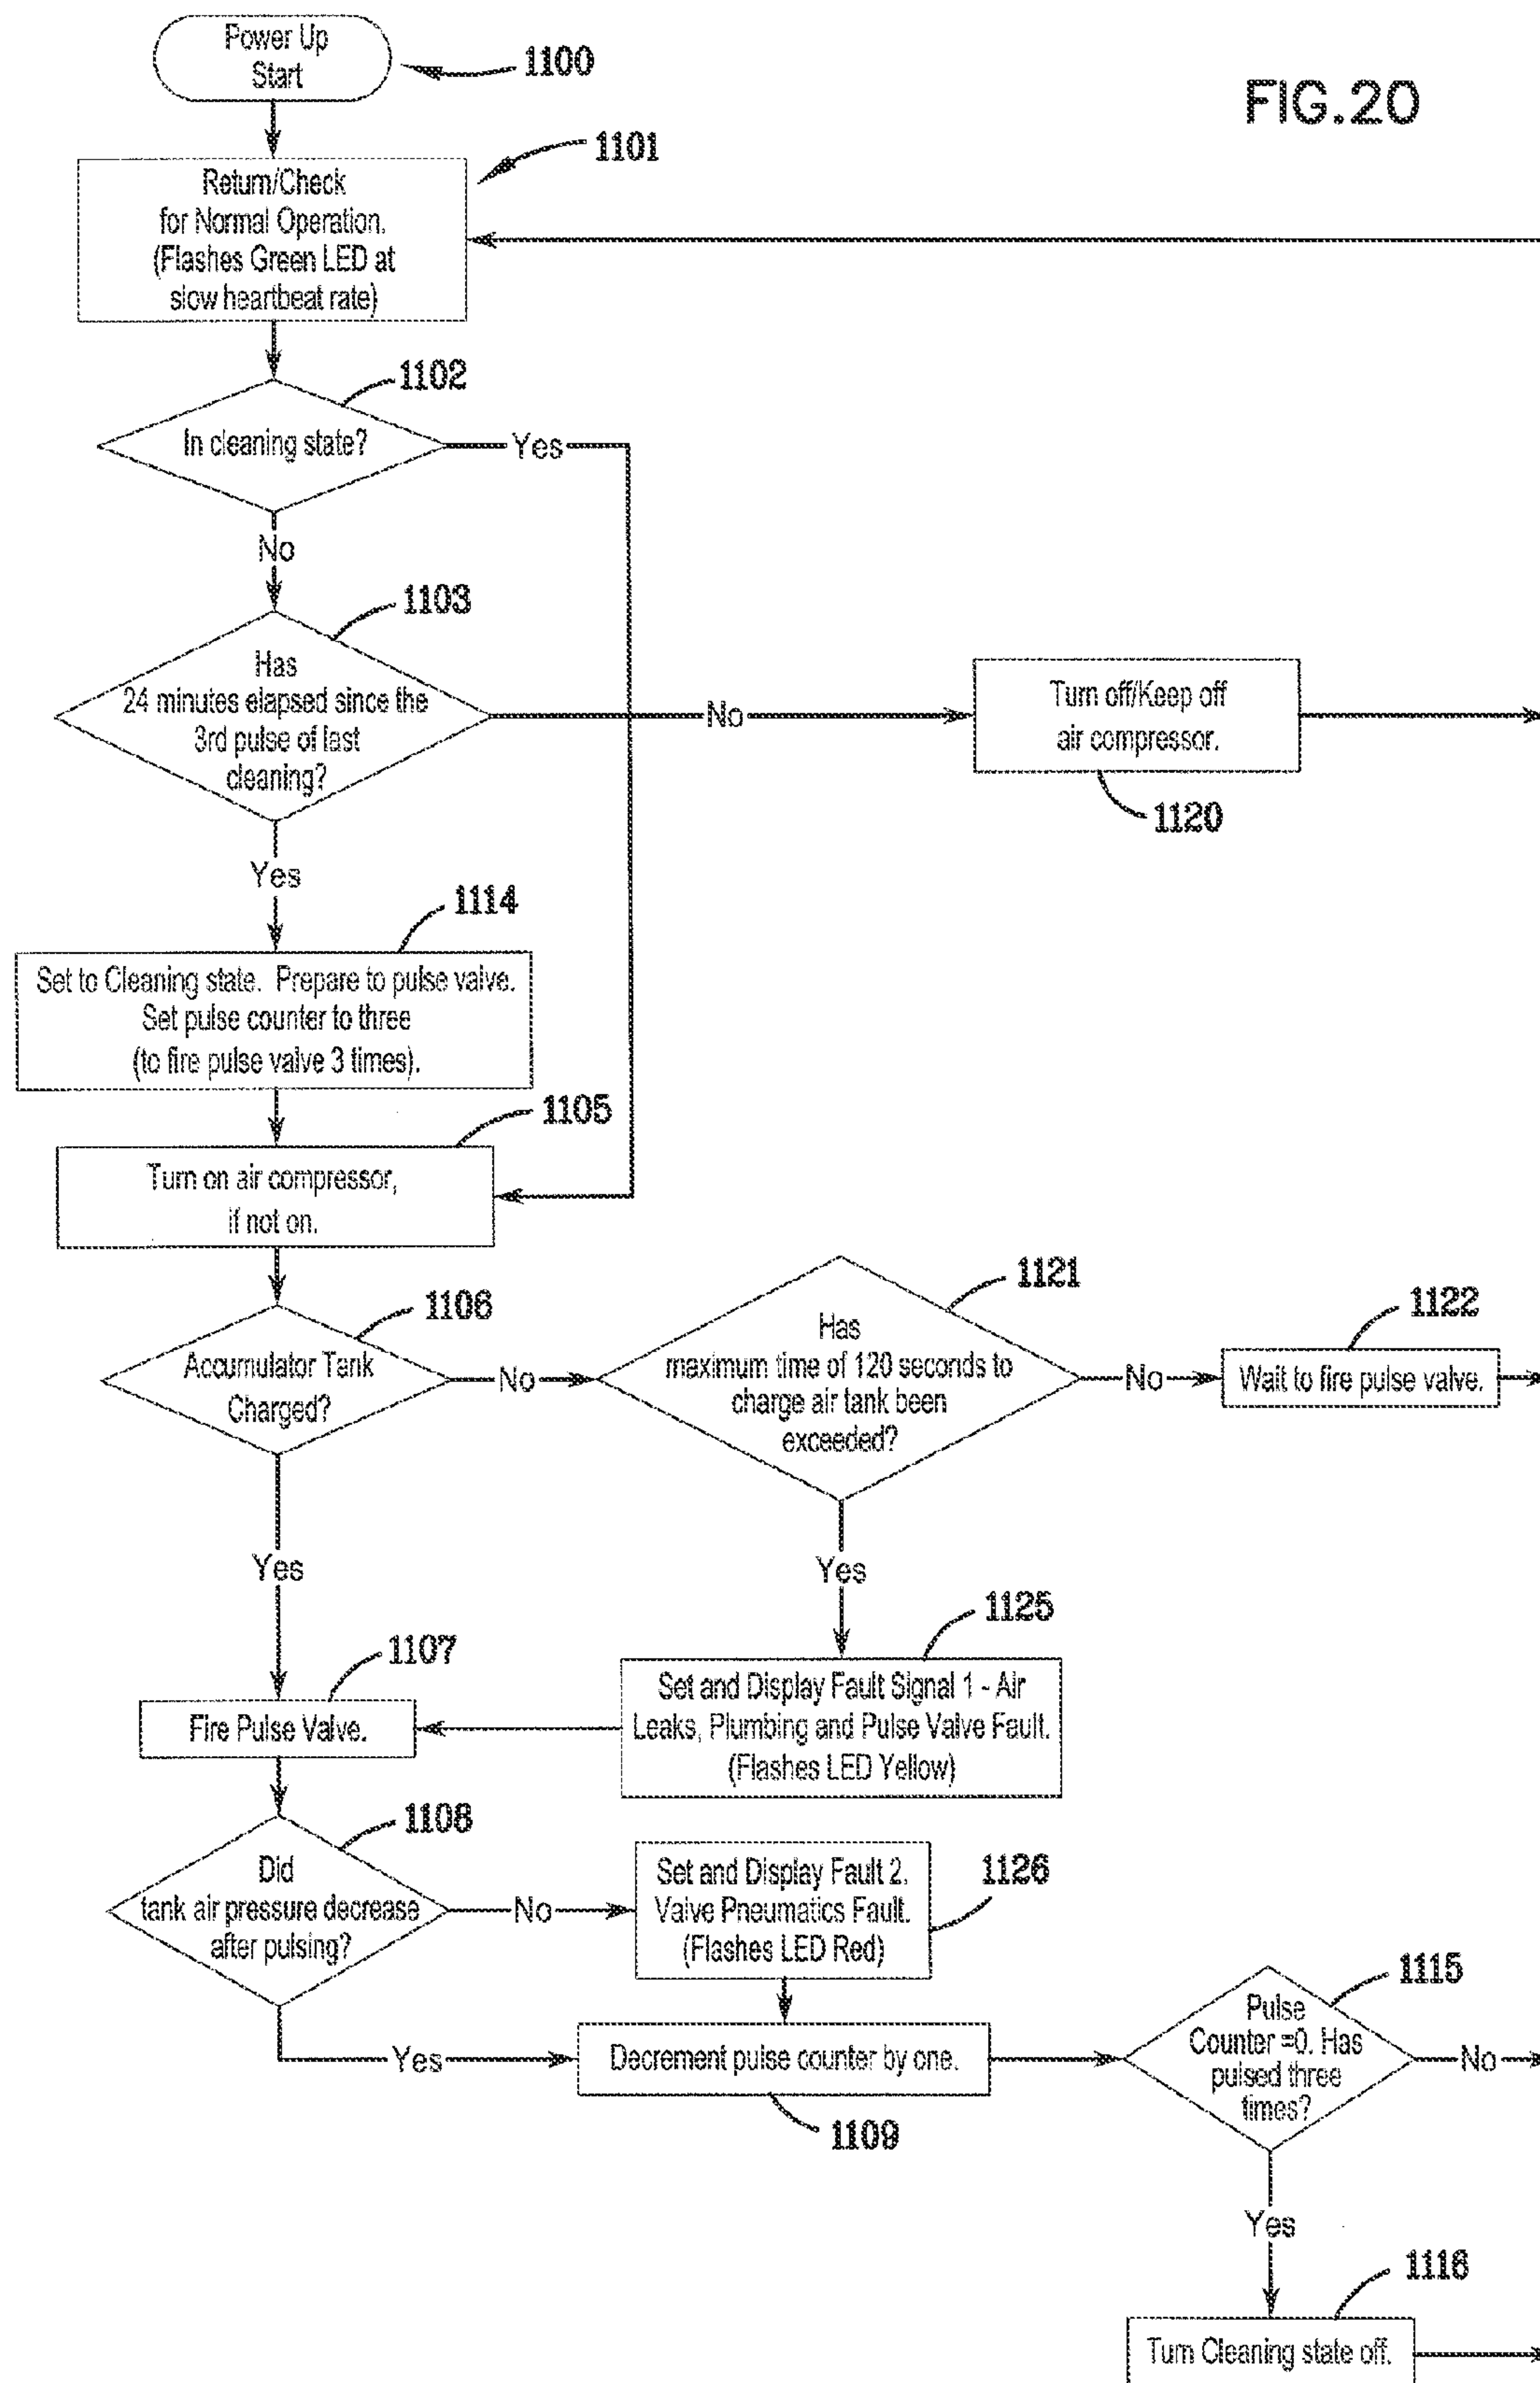 Power Up
Start
1100
FIG.20
1101
Return/Check
for Normal Operation.
(Flashes Green LED at
slow heartbeat rate)
1102
In cleaning state?
Yes
No
1103
Has
24 minutes elapsed since the
3rd pulse of last
cleaning?
No
Turn off/Keep off
air compressor.
1120
Yes
1114
Set to Cleaning state. Prepare to pulse valve.
Set pulse counter to three
(to fire pulse valve 3 times).
1105
Turn on air compressor,
if not on.
1106
Accumulator Tank
Charged?
No
1121
Has
maximum time of 120 seconds to
charge air tank been
exceeded?
No
1122
Wait to fire pulse valve.
Yes
Yes
1125
Set and Display Fault Signal 1 - Air
Leaks, Plumbing and Pulse Valve Fault.
(Flashes LED Yellow)
1107
Fire Pulse Valve.
1108
Did
tank air pressure decrease
after pulsing?
No
Set and Display Fault 2.
Valve Pneumatics Fault.
(Flashes LED Red)
1126
Yes
Decrement pulse counter by one.
1109
1115
Pulse
Counter =0. Has
pulsed three
times?
No
Yes
1116
Turn Cleaning state off.